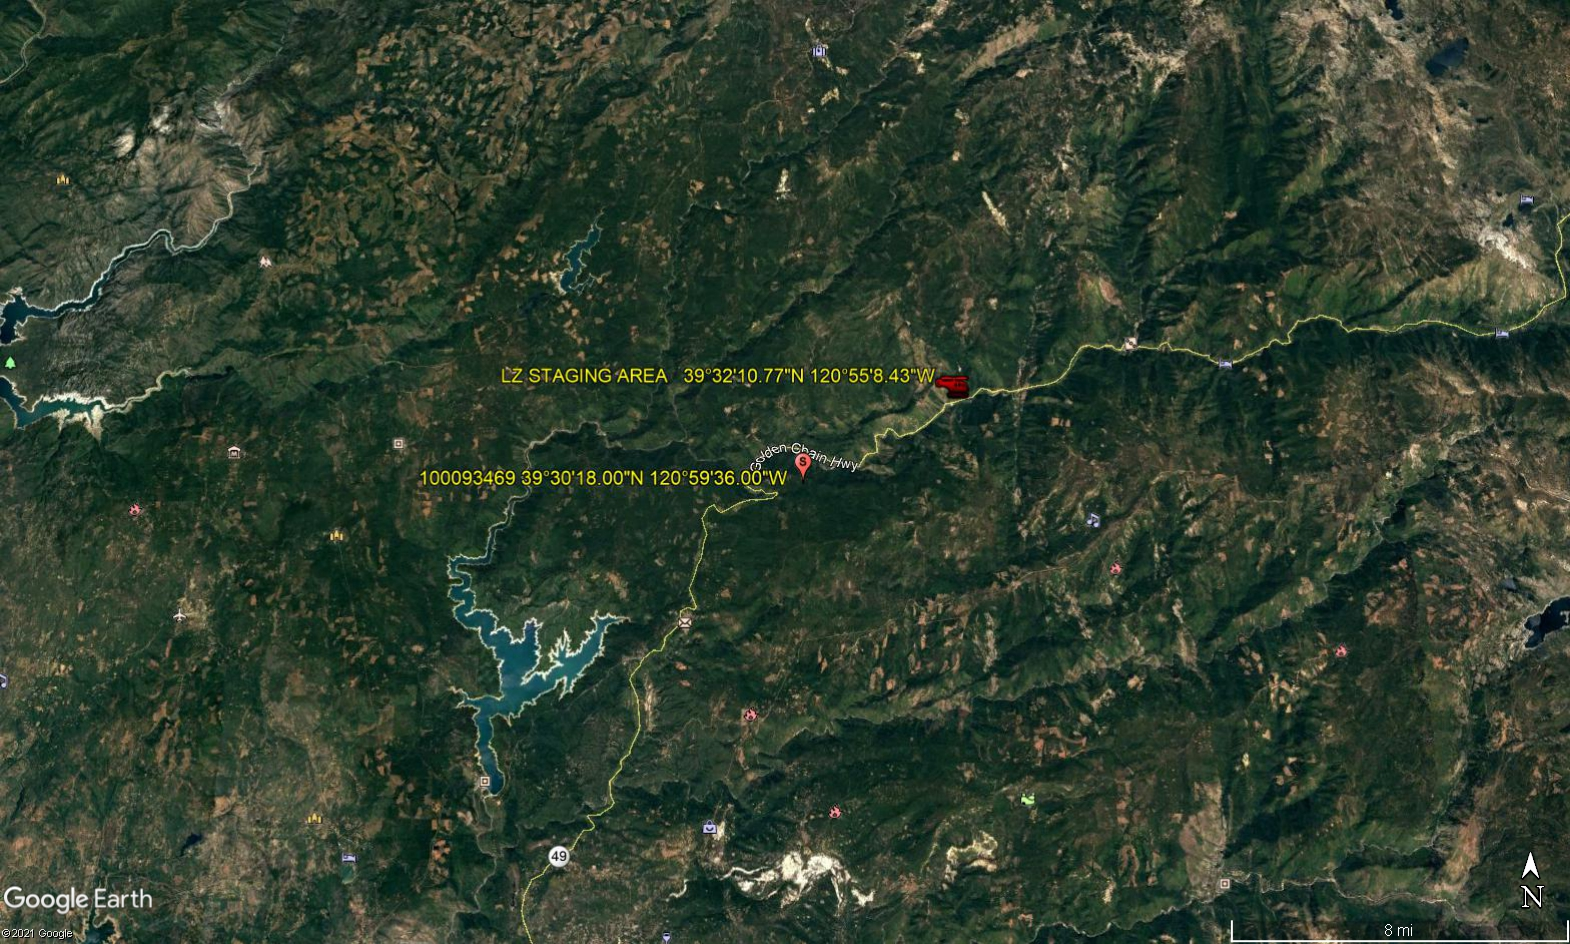 LZ STAGING AREA 39°32'10.77"N 120°55'8.43"W
Golden Chain Hwy
S
100093469 39°30'18.00"N 120°59'36.00"W
49
Google Earth
N
©2021 Google
8 mi